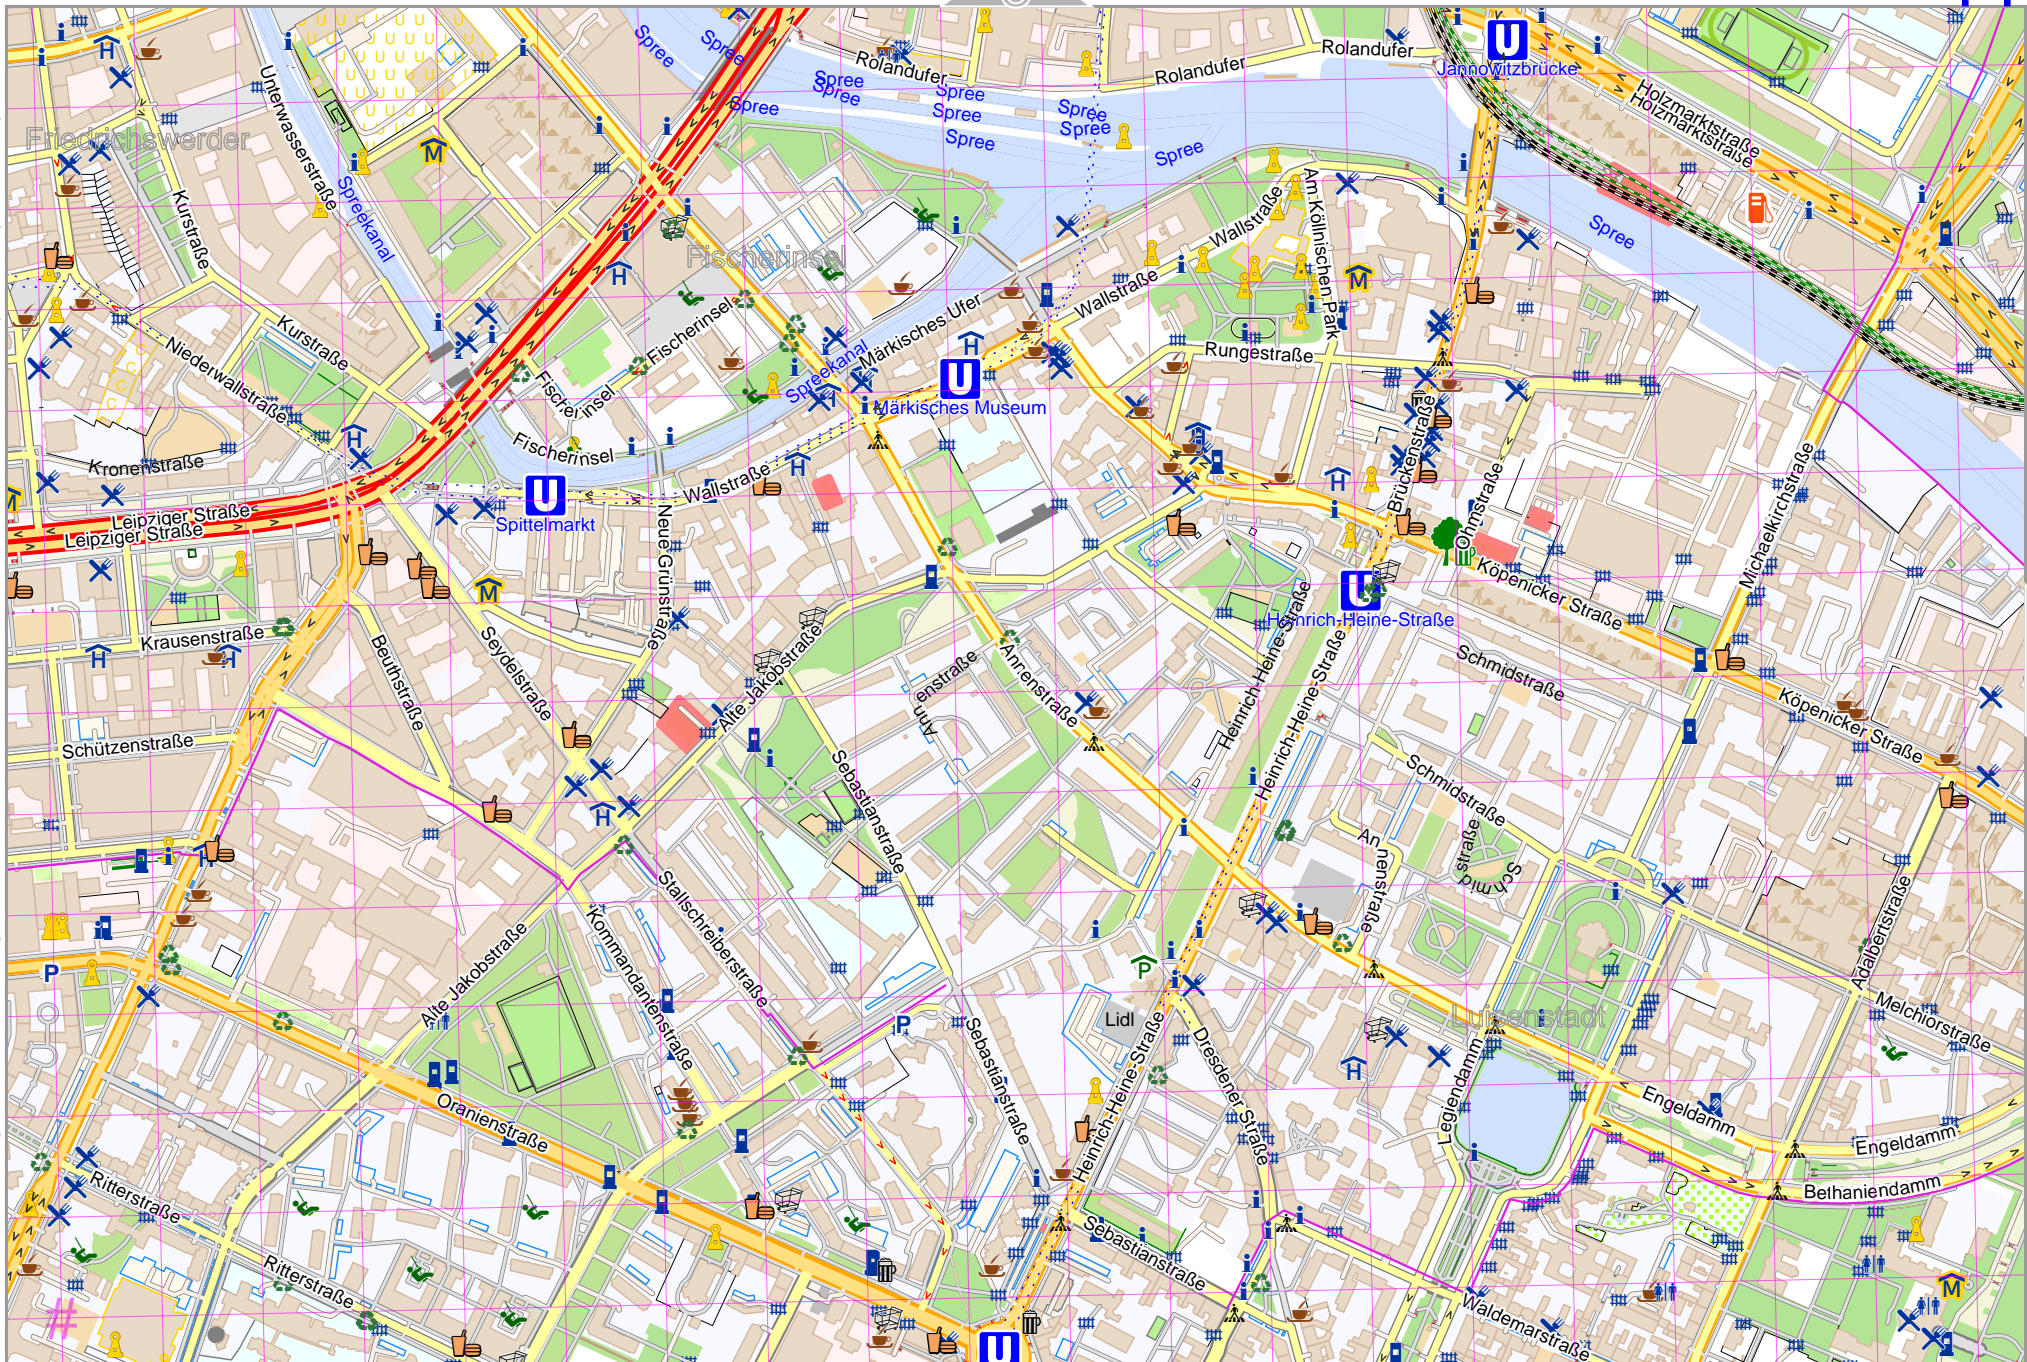 Spree
Spree
Rolandufer
Rolandufer
Rolandufer
Jannowitzbrücke
Holzmarktstraße
Holzmarktstraße
Spree
Spree
Spree
Spree
Spree
Spree
Spree
Spree
Spree
Spree
Friedrichswerder
Unterwasserstraße
Spreekanal
Kurstraße
Fischerinsel
Wallstraße
Am Köllnischen Park
Spree
Märkisches Ufer
Wallstraße
Fischerinsel
Kurstraße
Niederwallstraße
Spreekanal
Rungestraße
Fischerinsel
Märkisches Museum
Brückenstraße
Fischerinsel
Kronenstraße
Wallstraße
Michaelkirchstraße
Ohmstraße
Leipziger Straße
Leipziger Straße
Spittelmarkt
Neue Grünstraße
Köpenicker Straße
Heinrich-Heine-Straße
Krausenstraße
Beuthstraße
Seydelstraße
Alte Jakobstraße
Annenstraße
Annenstraße
Heinrich-Heine-Straße
Heinrich-Heine-Straße
Schmidstraße
Köpenicker Straße
Schützenstraße
Sebastianstraße
Schmidstraße
Annenstraße
Schmidstraße
Stallschreiberstraße
Kommandantenstraße
Alte Jakobstraße
Adalbertstraße
Melchiorstraße
P
P
P
Lidl
Luisenstadt
Sebastianstraße
Heinrich-Heine-Straße
Dresdener Straße
Legiendamm
Engeldamm
Engeldamm
Oranienstraße
Bethaniendamm
Ritterstraße
Sebastianstraße
Ritterstraße
Waldemarstraße